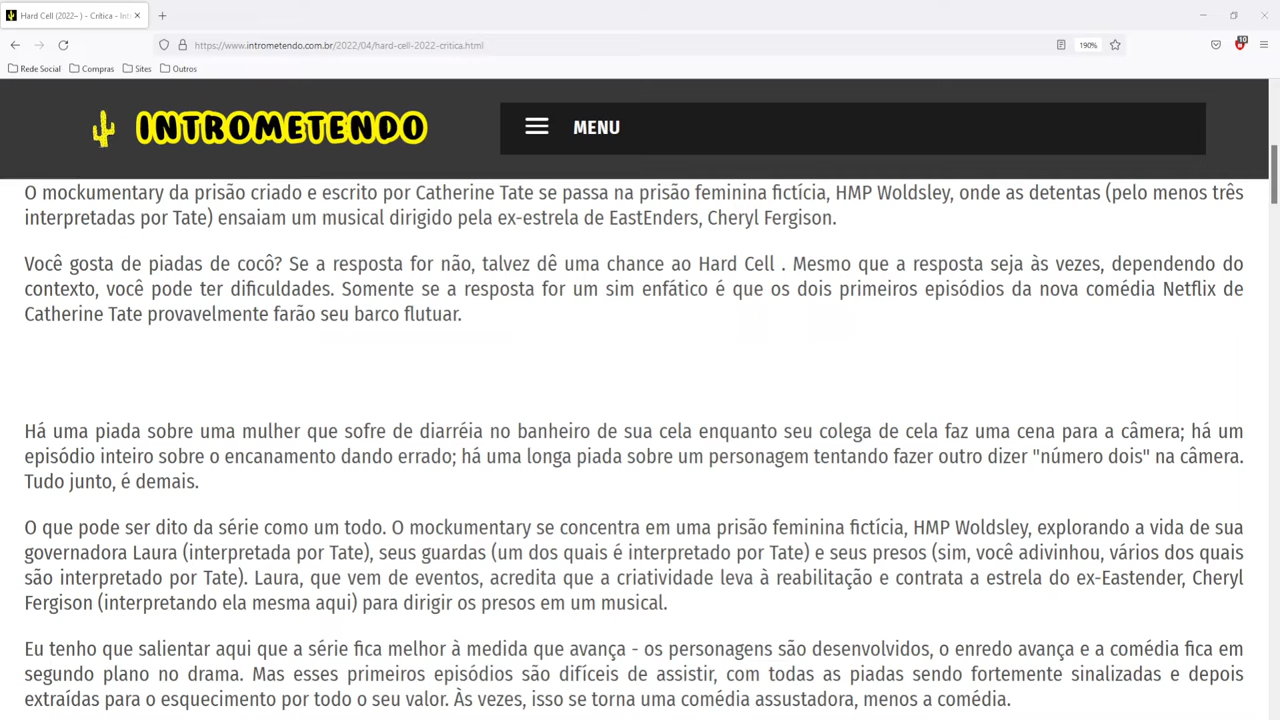 Hard Cell (2022– ) - Crítica - Int
https://www.intrometendo.com.br/2022/04/hard-cell-2022-critica.html
190%
10
Rede Social Compras Sites Outros
INTROMETENDO
MENU
O mockumentary da prisão criado e escrito por Catherine Tate se passa na prisão feminina fictícia, HMP Woldsley, onde as detentas (pelo menos três
interpretadas por Tate) ensaiam um musical dirigido pela ex-estrela de EastEnders, Cheryl Fergison.
Você gosta de piadas de cocô? Se a resposta for não, talvez dê uma chance ao Hard Cell . Mesmo que a resposta seja às vezes, dependendo do
contexto, você pode ter dificuldades. Somente se a resposta for um sim enfático é que os dois primeiros episódios da nova comédia Netflix de
Catherine Tate provavelmente farão seu barco flutuar.
Há uma piada sobre uma mulher que sofre de diarréia no banheiro de sua cela enquanto seu colega de cela faz uma cena para a câmera; há um
episódio inteiro sobre o encanamento dando errado; há uma longa piada sobre um personagem tentando fazer outro dizer "número dois" na câmera.
Tudo junto, é demais.
O que pode ser dito da série como um todo. O mockumentary se concentra em uma prisão feminina fictícia, HMP Woldsley, explorando a vida de sua
governadora Laura (interpretada por Tate), seus guardas (um dos quais é interpretado por Tate) e seus presos (sim, você adivinhou, vários dos quais
são interpretado por Tate). Laura, que vem de eventos, acredita que a criatividade leva à reabilitação e contrata a estrela do ex-Eastender, Cheryl
Fergison (interpretando ela mesma aqui) para dirigir os presos em um musical.
Eu tenho que salientar aqui que a série fica melhor à medida que avança - os personagens são desenvolvidos, o enredo avança e a comédia fica em
segundo plano no drama. Mas esses primeiros episódios são difíceis de assistir, com todas as piadas sendo fortemente sinalizadas e depois
extraídas para o esquecimento por todo o seu valor. Às vezes, isso se torna uma comédia assustadora, menos a comédia.